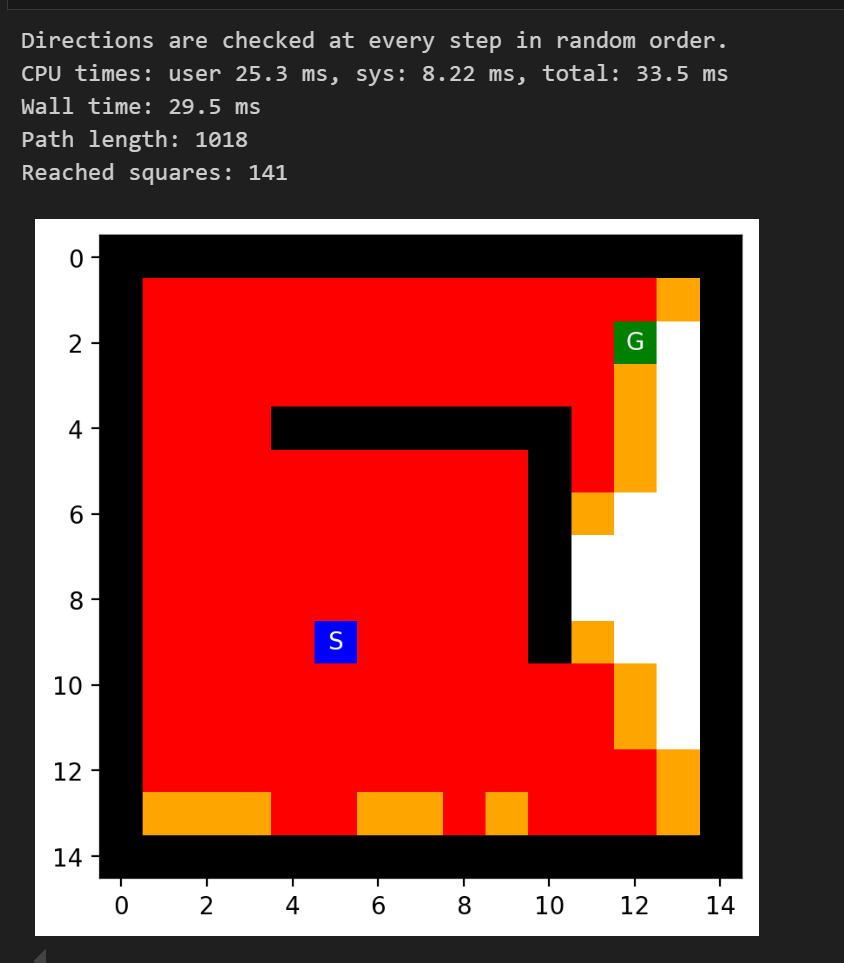 Directions are checked at every step in random order.
CPU times: user 25.3 ms, sys: 8.22 ms, total: 33.5 ms
Wall time: 29.5 ms
Path length: 1018
Reached squares: 141
0
G
2
4
6
8
S
10
12
14
0 2 4 6 8 10 12 14